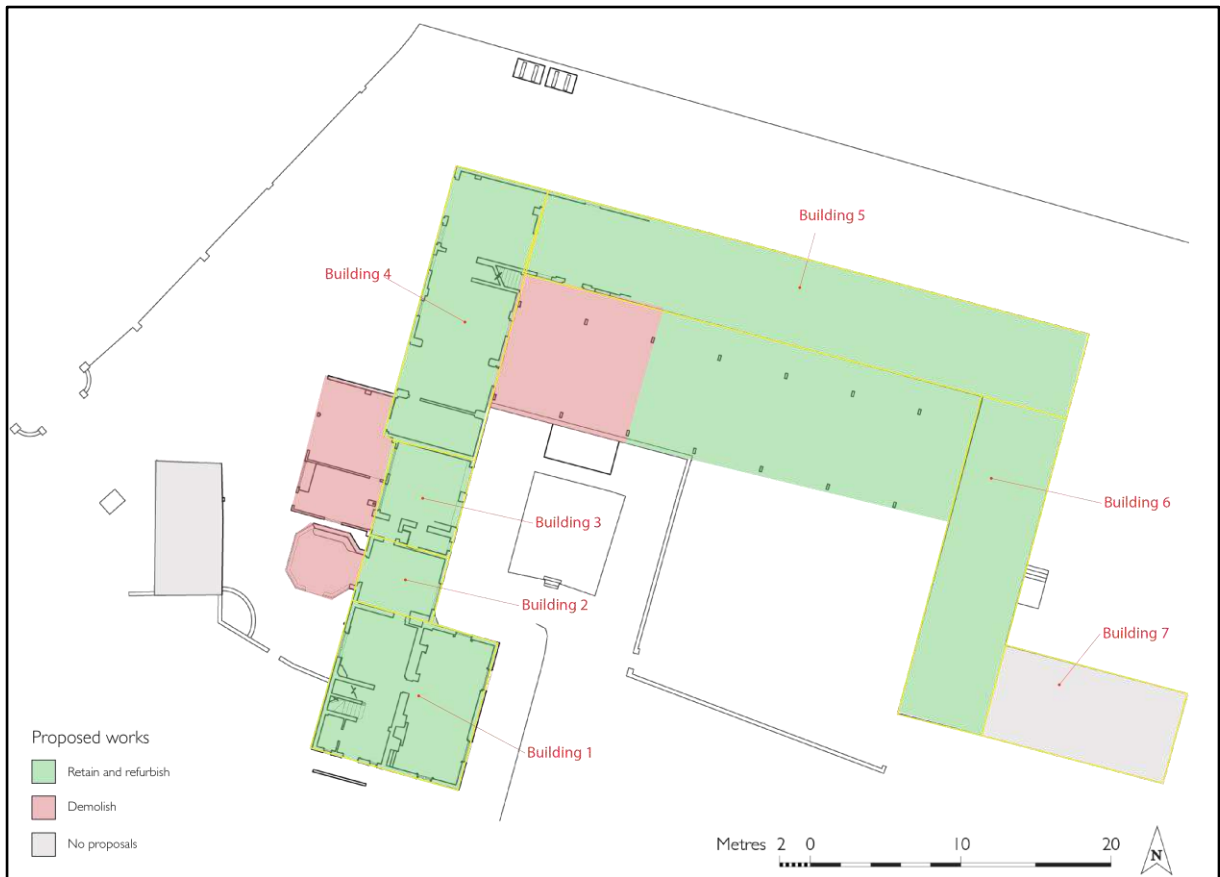 Building 5
Building 4
Building 6
Building 3
Building 2
Building 7
Building 1
Proposed works
Retain and refurbish
Demolish
No proposals
Metres 2 0 10 20
N